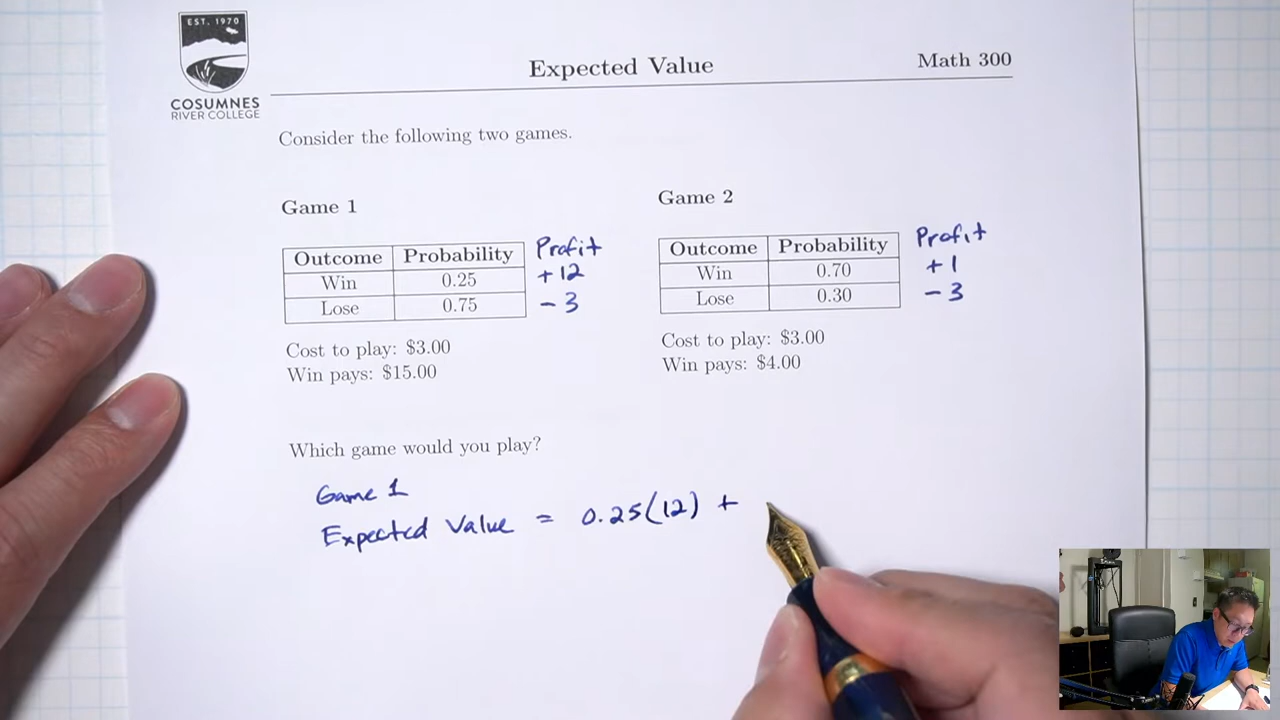 EST. 1970
COSUMNES
RIVER COLLEGE
Expected Value
Math 300
Consider the following two games.
Game 1
Outcome Probability Profit
Win 0.25 +12
Lose 0.75 -3
Cost to play: $3.00
Win pays: $15.00
Game 2
Outcome Probability Profit
Win 0.70 +1
Lose 0.30 -3
Cost to play: $3.00
Win pays: $4.00
Which game would you play?
Game 1
Expected Value = 0.25(12) +